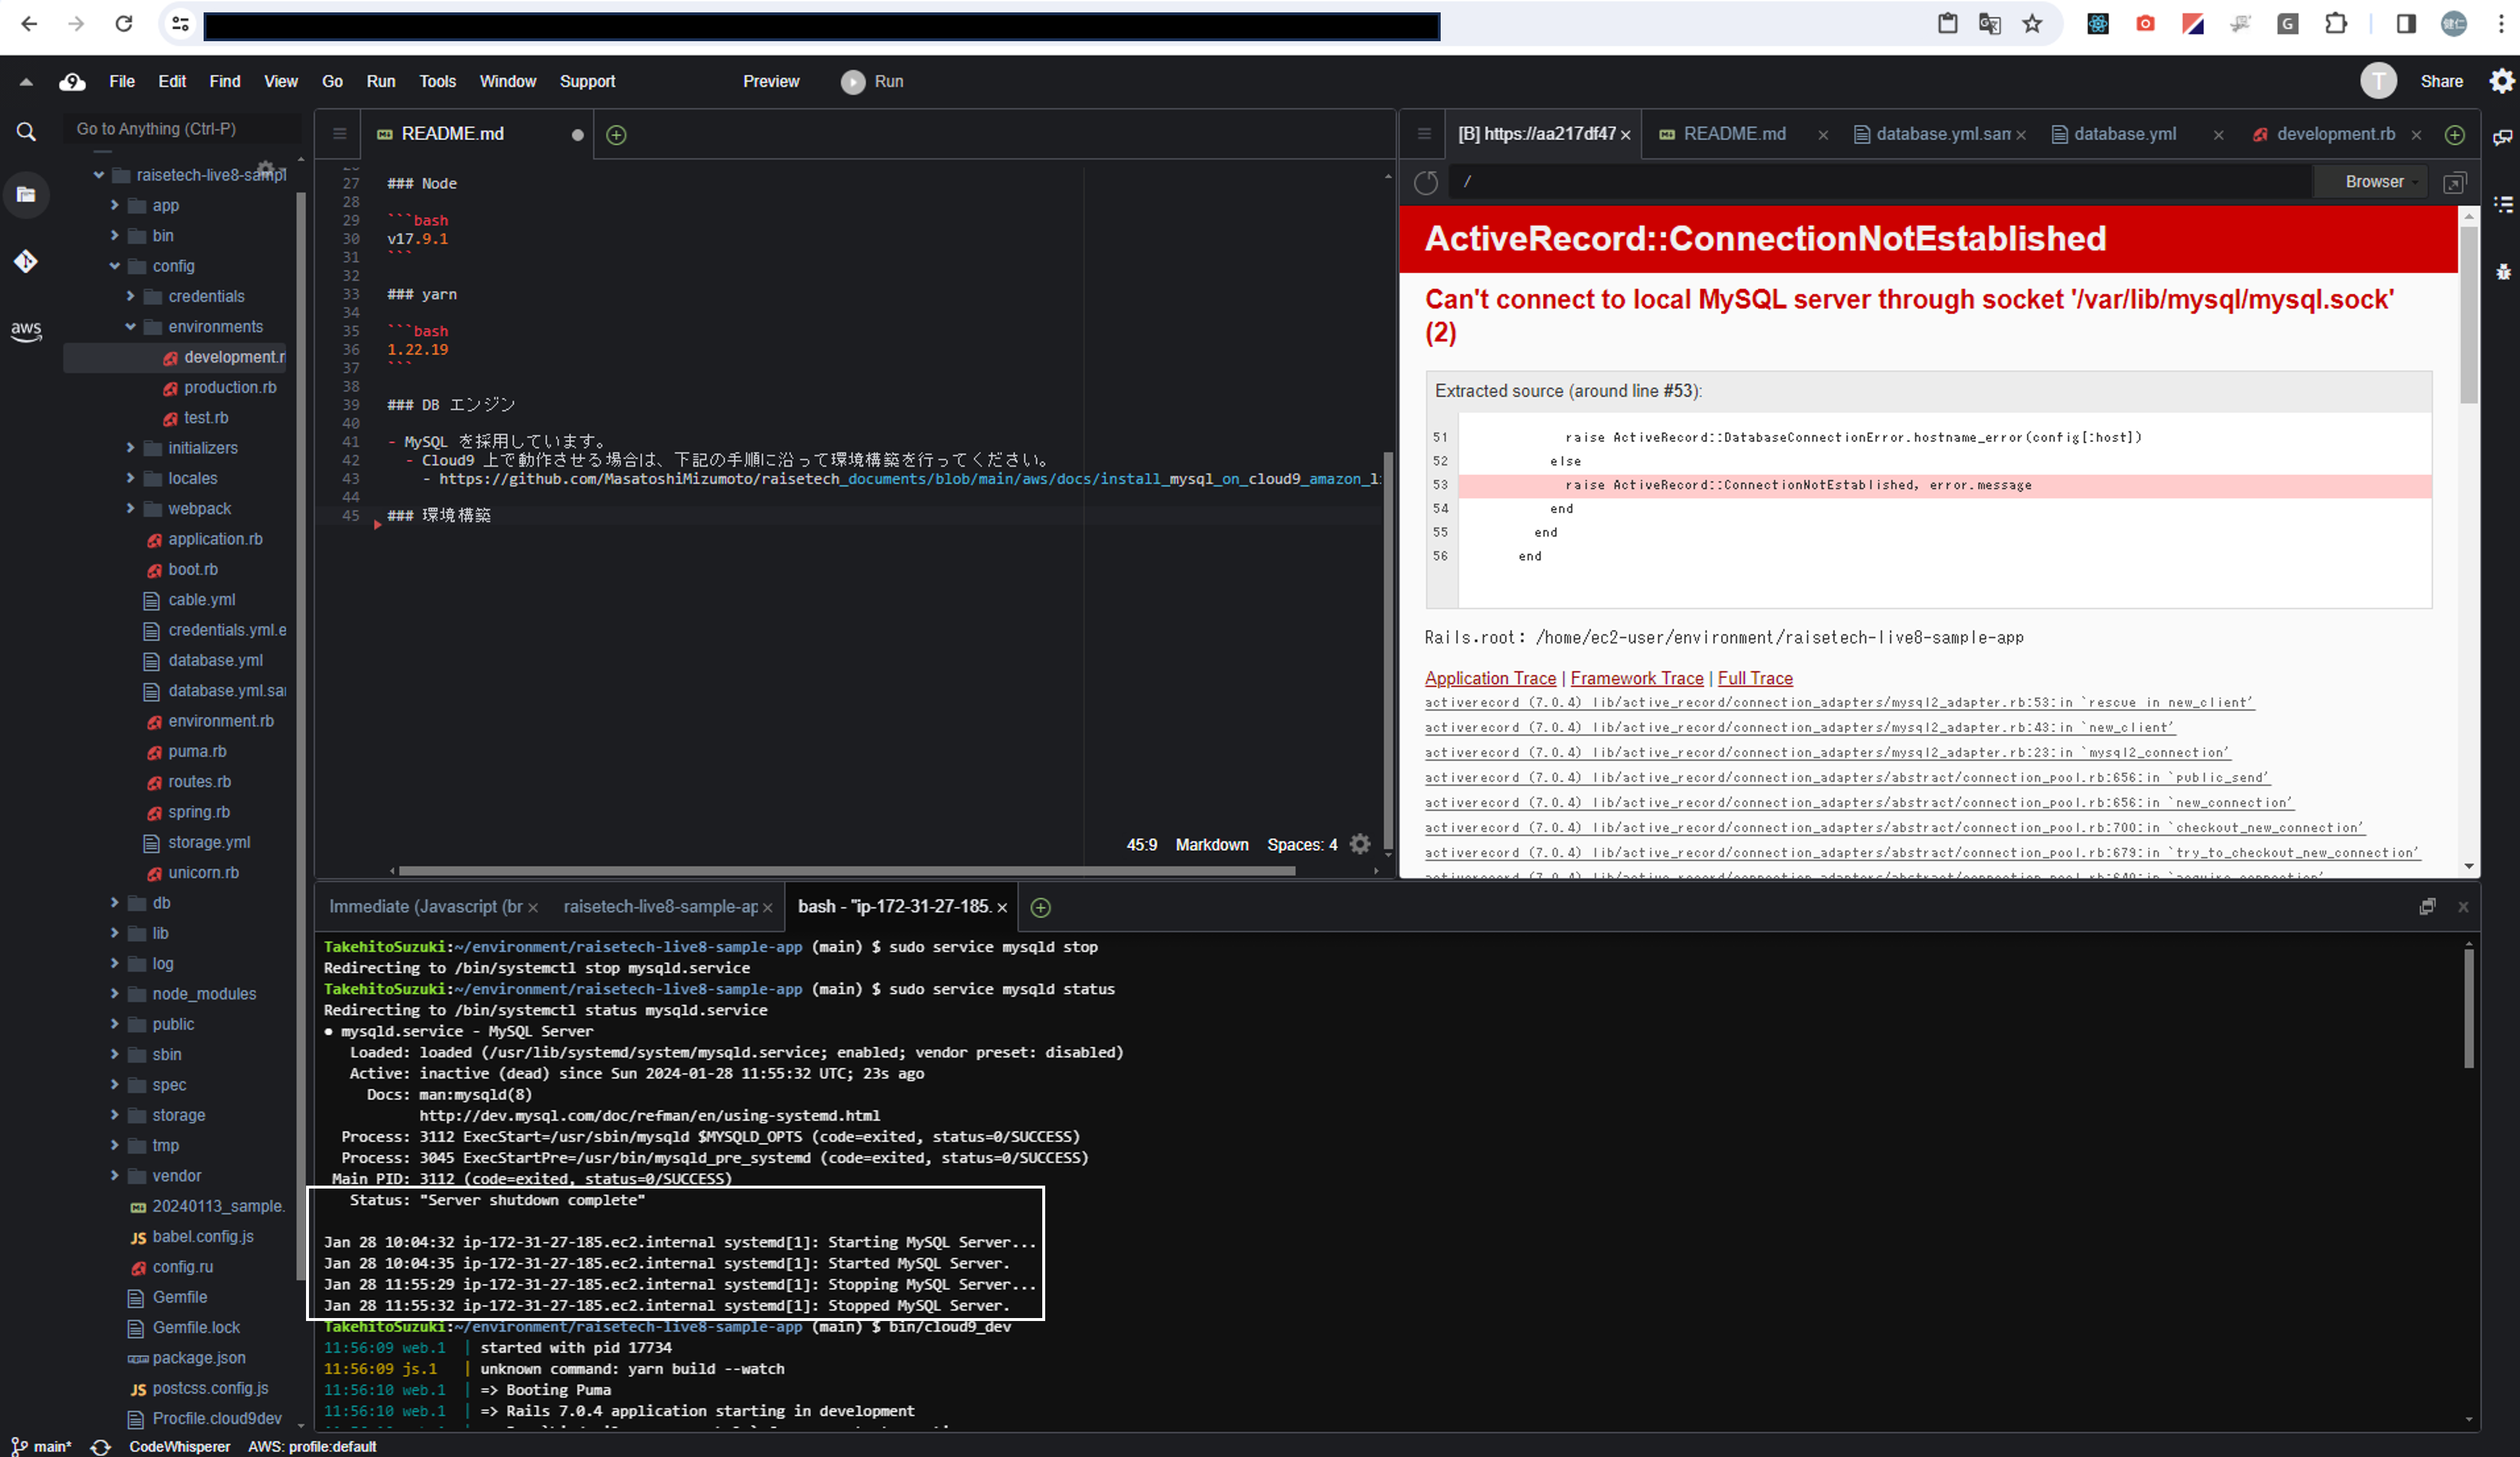 File Edit Find View Go Run Tools Window Support Preview Run T Share
Go to Anything (Ctrl-P)
raisetech-live8-sampl
app
bin
config
credentials
environments
development.r
production.rb
test.rb
initializers
locales
webpack
application.rb
boot.rb
cable.yml
credentials.yml.e
database.yml
database.yml.sa
environment.rb
puma.rb
routes.rb
spring.rb
storage.yml
unicorn.rb
db
lib
log
node_modules
public
sbin
spec
storage
tmp
vendor
20240113_sample.
JS babel.config.js
config.ru
Gemfile
Gemfile.lock
package.json
JS postcss.config.js
Procfile.cloud9dev
aws
README.md
27 ### Node
28
29 ```bash
30 v17.9.1
31 ```
32
33 ### yarn
34
35 ```bash
36 1.22.19
37 ```
38
39 ### DB エンジン
40
41 - MySQL を採用しています。
42 - Cloud9 上で動作させる場合は、下記の手順に沿って環境構築を行ってください。
43 - https://github.com/MasatoshiMizumoto/raisetech_documents/blob/main/aws/docs/install_mysql_on_cloud9_amazon_l
44
45 ### 環境構築
45:9 Markdown Spaces: 4
[B] https://aa217df47 README.md database.yml.sam database.yml development.rb
/ Browser
ActiveRecord::ConnectionNotEstablished
Can't connect to local MySQL server through socket '/var/lib/mysql/mysql.sock'
(2)
Extracted source (around line #53):
51 raise ActiveRecord::DatabaseConnectionError.hostname_error(config[:host])
52 else
53 raise ActiveRecord::ConnectionNotEstablished, error.message
54 end
55 end
56 end
Rails.root: /home/ec2-user/environment/raisetech-live8-sample-app
Application Trace | Framework Trace | Full Trace
activerecord (7.0.4) lib/active_record/connection_adapters/mysql2_adapter.rb:53:in `rescue in new_client'
activerecord (7.0.4) lib/active_record/connection_adapters/mysql2_adapter.rb:43:in `new_client'
activerecord (7.0.4) lib/active_record/connection_adapters/mysql2_adapter.rb:23:in `mysql2_connection'
activerecord (7.0.4) lib/active_record/connection_adapters/abstract/connection_pool.rb:656:in `public_send'
activerecord (7.0.4) lib/active_record/connection_adapters/abstract/connection_pool.rb:656:in `new_connection'
activerecord (7.0.4) lib/active_record/connection_adapters/abstract/connection_pool.rb:700:in `checkout_new_connection'
activerecord (7.0.4) lib/active_record/connection_adapters/abstract/connection_pool.rb:679:in `try_to_checkout_new_connection'
Immediate (Javascript (br raisetech-live8-sample-ap bash - "ip-172-31-27-185.
TakehitoSuzuki:~/environment/raisetech-live8-sample-app (main) $ sudo service mysqld stop
Redirecting to /bin/systemctl stop mysqld.service
TakehitoSuzuki:~/environment/raisetech-live8-sample-app (main) $ sudo service mysqld status
Redirecting to /bin/systemctl status mysqld.service
● mysqld.service - MySQL Server
Loaded: loaded (/usr/lib/systemd/system/mysqld.service; enabled; vendor preset: disabled)
Active: inactive (dead) since Sun 2024-01-28 11:55:32 UTC; 23s ago
Docs: man:mysqld(8)
http://dev.mysql.com/doc/refman/en/using-systemd.html
Process: 3112 ExecStart=/usr/sbin/mysqld $MYSQLD_OPTS (code=exited, status=0/SUCCESS)
Process: 3045 ExecStartPre=/usr/bin/mysqld_pre_systemd (code=exited, status=0/SUCCESS)
Main PID: 3112 (code=exited, status=0/SUCCESS)
Status: "Server shutdown complete"
Jan 28 10:04:32 ip-172-31-27-185.ec2.internal systemd[1]: Starting MySQL Server...
Jan 28 10:04:35 ip-172-31-27-185.ec2.internal systemd[1]: Started MySQL Server.
Jan 28 11:55:29 ip-172-31-27-185.ec2.internal systemd[1]: Stopping MySQL Server...
Jan 28 11:55:32 ip-172-31-27-185.ec2.internal systemd[1]: Stopped MySQL Server.
TakehitoSuzuki:~/environment/raisetech-live8-sample-app (main) $ bin/cloud9_dev
11:56:09 web.1 | started with pid 17734
11:56:09 js.1 | unknown command: yarn build --watch
11:56:10 web.1 | => Booting Puma
11:56:10 web.1 | => Rails 7.0.4 application starting in development
main* CodeWhisperer AWS: profile:default